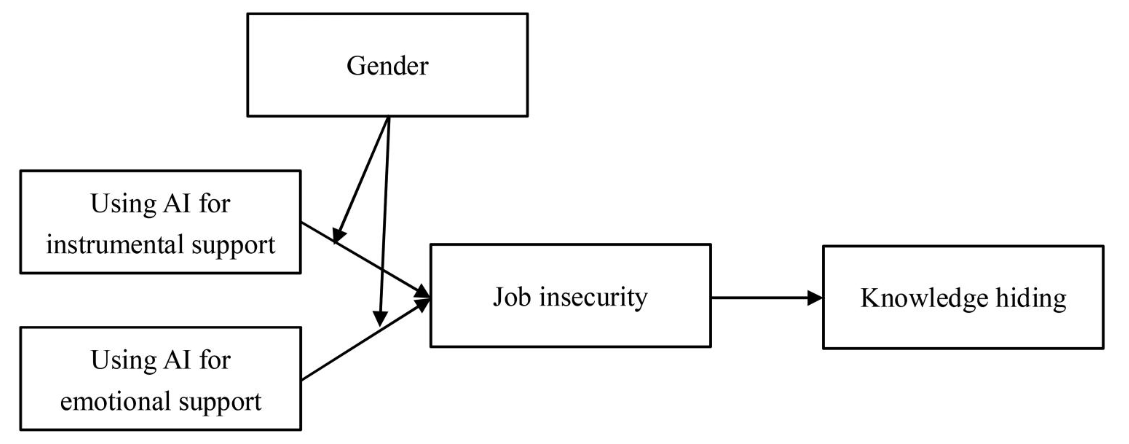 Gender
Using AI for
instrumental support
Job insecurity
Knowledge hiding
Using AI for
emotional support